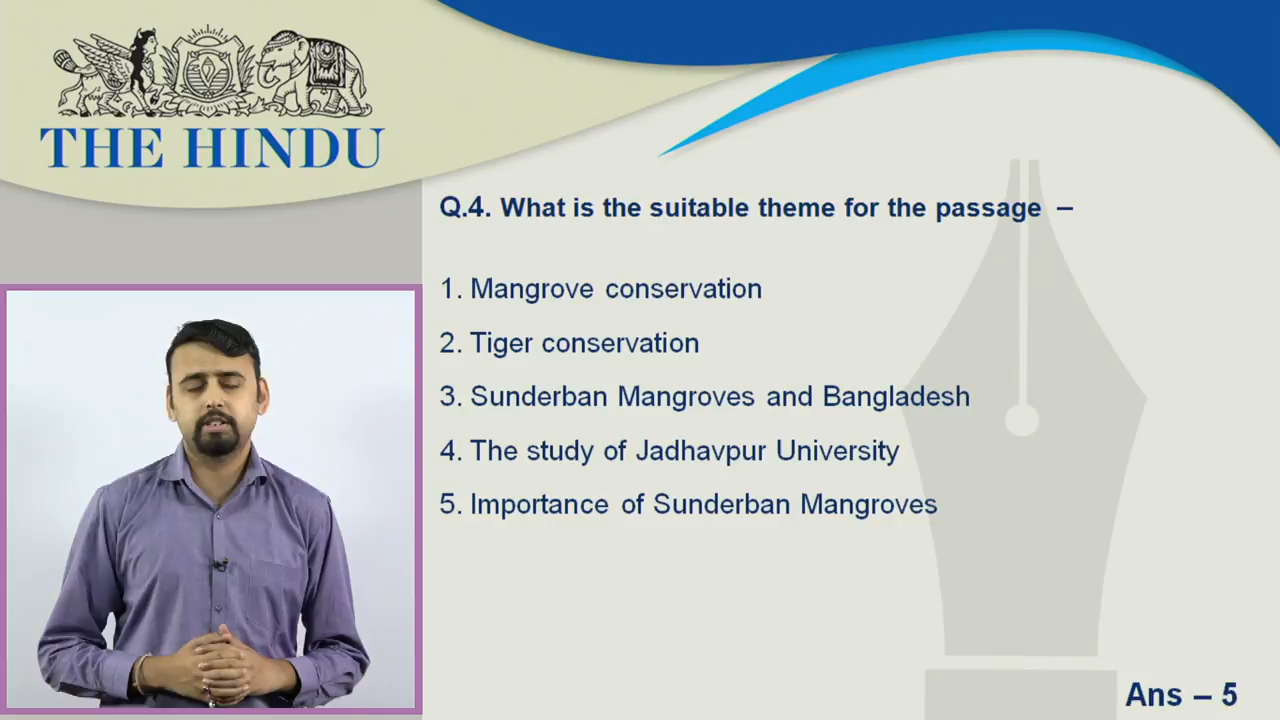 THE HINDU
Q.4. What is the suitable theme for the passage –
1. Mangrove conservation
2. Tiger conservation
3. Sunderban Mangroves and Bangladesh
4. The study of Jadhavpur University
5. Importance of Sunderban Mangroves
Ans – 5